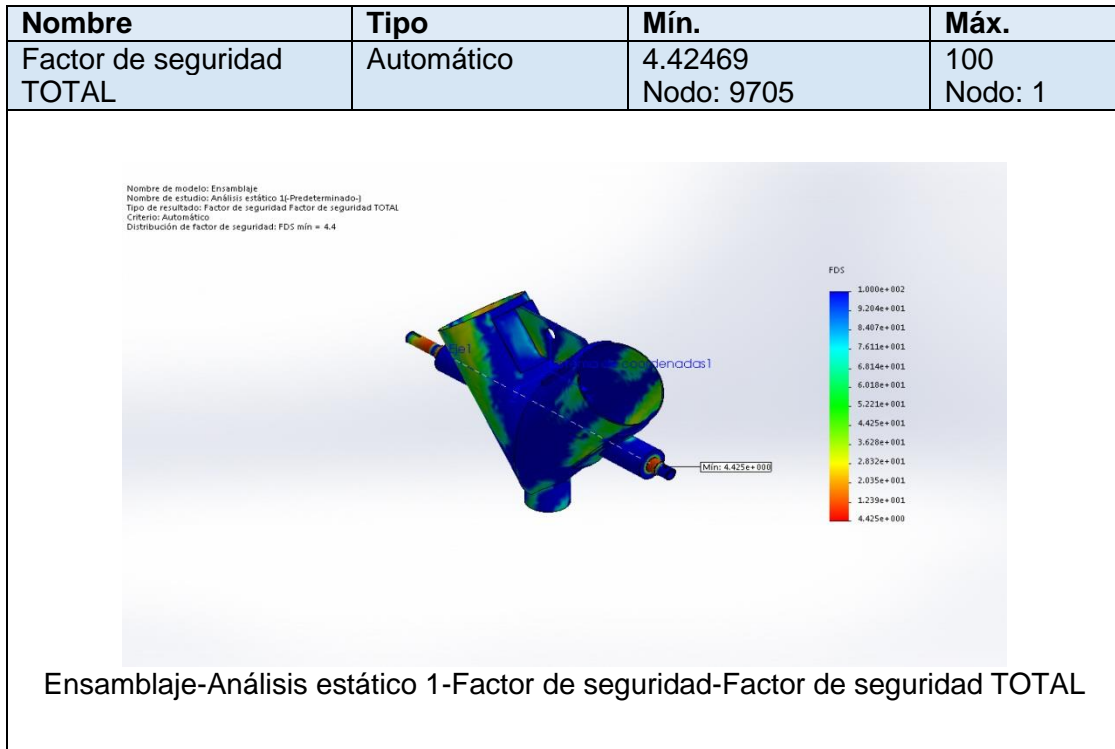 Nombre Tipo Mín. Máx.
Factor de seguridad Automático 4.42469 100
TOTAL Nodo: 9705 Nodo: 1
Nombre de modelo: Ensamblaje
Nombre de estudio: Análisis estático 1(-Predeterminado-)
Tipo de resultado: Factor de seguridad Factor de seguridad TOTAL
Criterio: Automático
Distribución de factor de seguridad: FDS mín = 4.4
FDS
1.000e+002
9.204e+001
8.407e+001
7.611e+001
6.814e+001
6.018e+001
5.221e+001
4.425e+001
3.628e+001
2.832e+001
2.035e+001
1.239e+001
4.425e+000
Mín: 4.425e+000
Ensamblaje-Análisis estático 1-Factor de seguridad-Factor de seguridad TOTAL